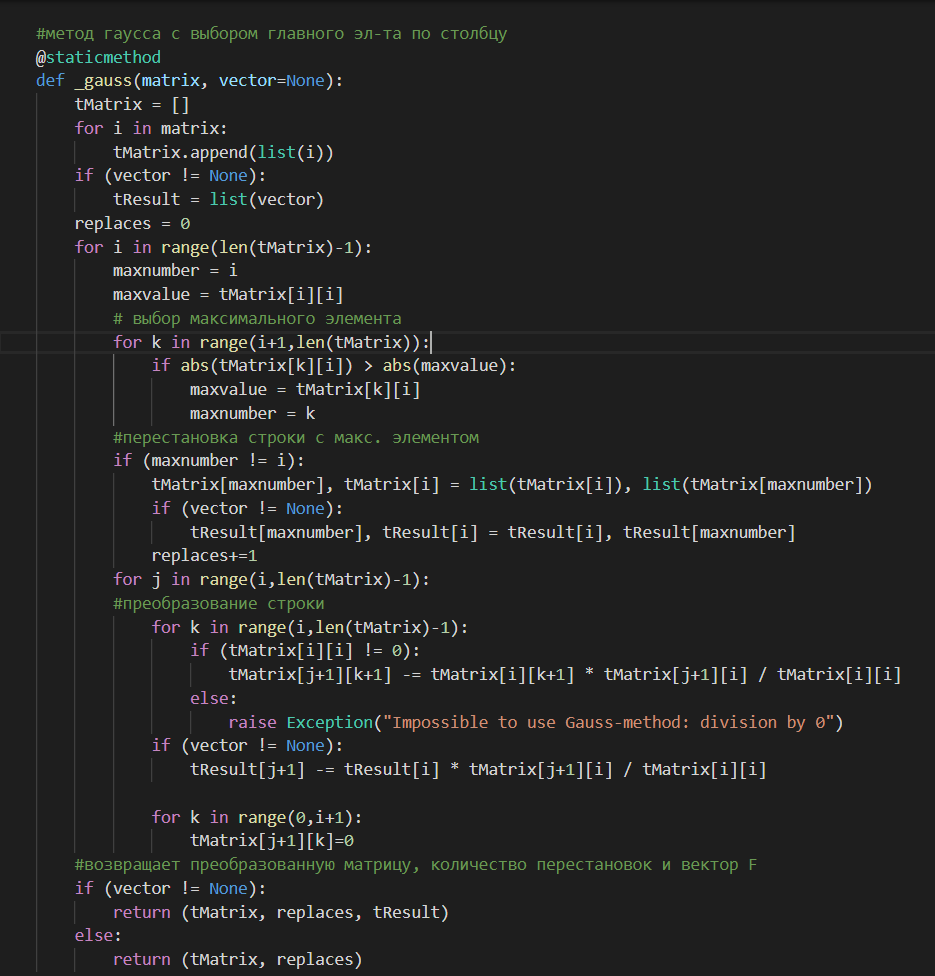 #метод гаусса с выбором главного эл-та по столбцу
@staticmethod
def _gauss(matrix, vector=None):
    tMatrix = []
    for i in matrix:
        tMatrix.append(list(i))
    if (vector != None):
        tResult = list(vector)
    replaces = 0
    for i in range(len(tMatrix)-1):
        maxnumber = i
        maxvalue = tMatrix[i][i]
        # выбор максимального элемента
        for k in range(i+1,len(tMatrix)):
            if abs(tMatrix[k][i]) > abs(maxvalue):
                maxvalue = tMatrix[k][i]
                maxnumber = k
        #перестановка строки с макс. элементом
        if (maxnumber != i):
            tMatrix[maxnumber], tMatrix[i] = list(tMatrix[i]), list(tMatrix[maxnumber])
            if (vector != None):
                tResult[maxnumber], tResult[i] = tResult[i], tResult[maxnumber]
            replaces+=1
        for j in range(i,len(tMatrix)-1):
        #преобразование строки
            for k in range(i,len(tMatrix)-1):
                if (tMatrix[i][i] != 0):
                    tMatrix[j+1][k+1] -= tMatrix[i][k+1] * tMatrix[j+1][i] / tMatrix[i][i]
                else:
                    raise Exception("Impossible to use Gauss-method: division by 0")
            if (vector != None):
                tResult[j+1] -= tResult[i] * tMatrix[j+1][i] / tMatrix[i][i]

            for k in range(0,i+1):
                tMatrix[j+1][k]=0
    #возвращает преобразованную матрицу, количество перестановок и вектор F
    if (vector != None):
        return (tMatrix, replaces, tResult)
    else:
        return (tMatrix, replaces)